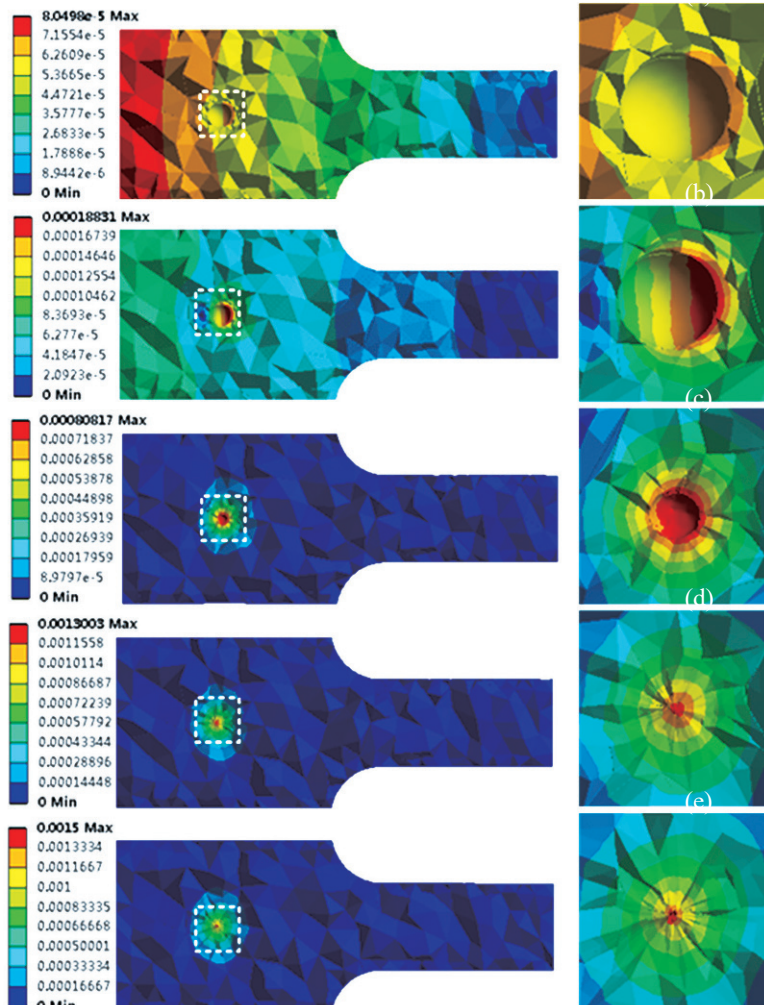 8.0498e-5 Max
7.1554e-5
6.2609e-5
5.3665e-5
4.4721e-5
3.5777e-5
2.6833e-5
1.7888e-5
8.9442e-6
0 Min
(b)
0.00018831 Max
0.00016739
0.00014646
0.00012554
0.00010462
8.3693e-5
6.277e-5
4.1847e-5
2.0923e-5
0 Min
(c)
0.00080817 Max
0.00071837
0.00062858
0.00053878
0.00044898
0.00035919
0.00026939
0.00017959
8.9797e-5
0 Min
(d)
0.0013003 Max
0.0011558
0.0010114
0.00086687
0.00072239
0.00057792
0.00043344
0.00028896
0.00014448
0 Min
(e)
0.0015 Max
0.0013334
0.0011667
0.001
0.00083335
0.00066668
0.00050001
0.00033334
0.00016667
0 Min